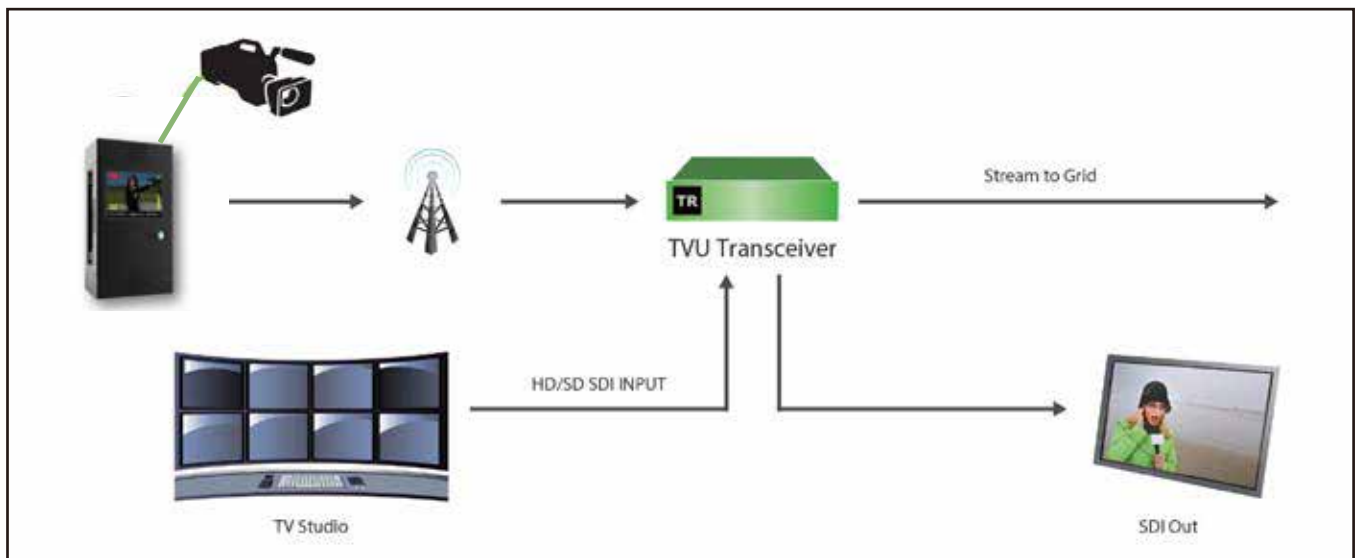 Stream to Grid
TR
TVU Transceiver
HD/SD SDI INPUT
TV Studio
SDI Out